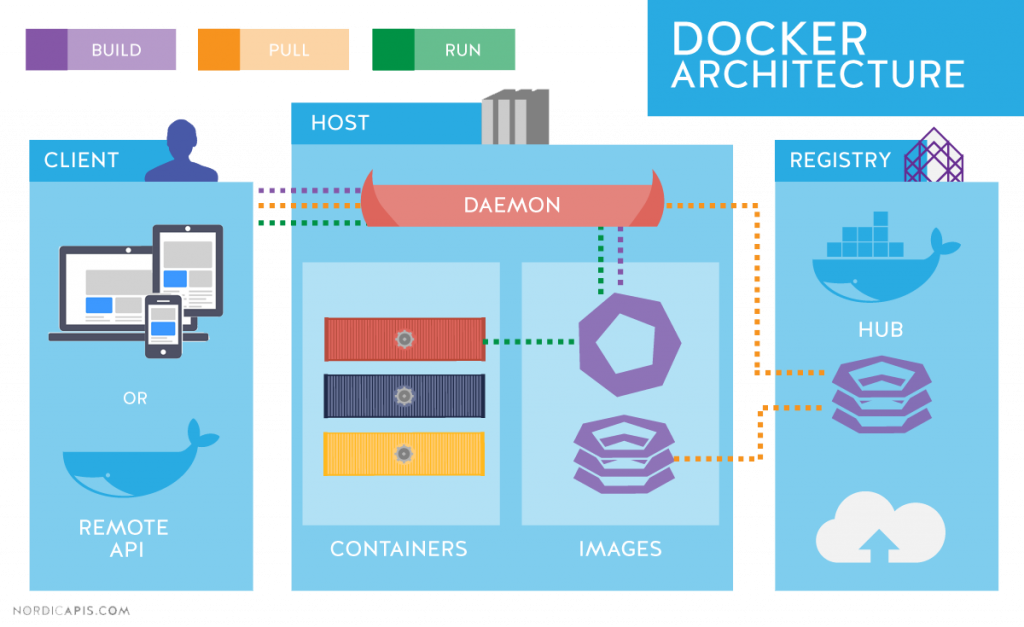 BUILD
PULL
RUN
DOCKER
ARCHITECTURE
CLIENT
HOST
REGISTRY
DAEMON
HUB
OR
REMOTE
API
CONTAINERS
IMAGES
NORDICAPIS.COM